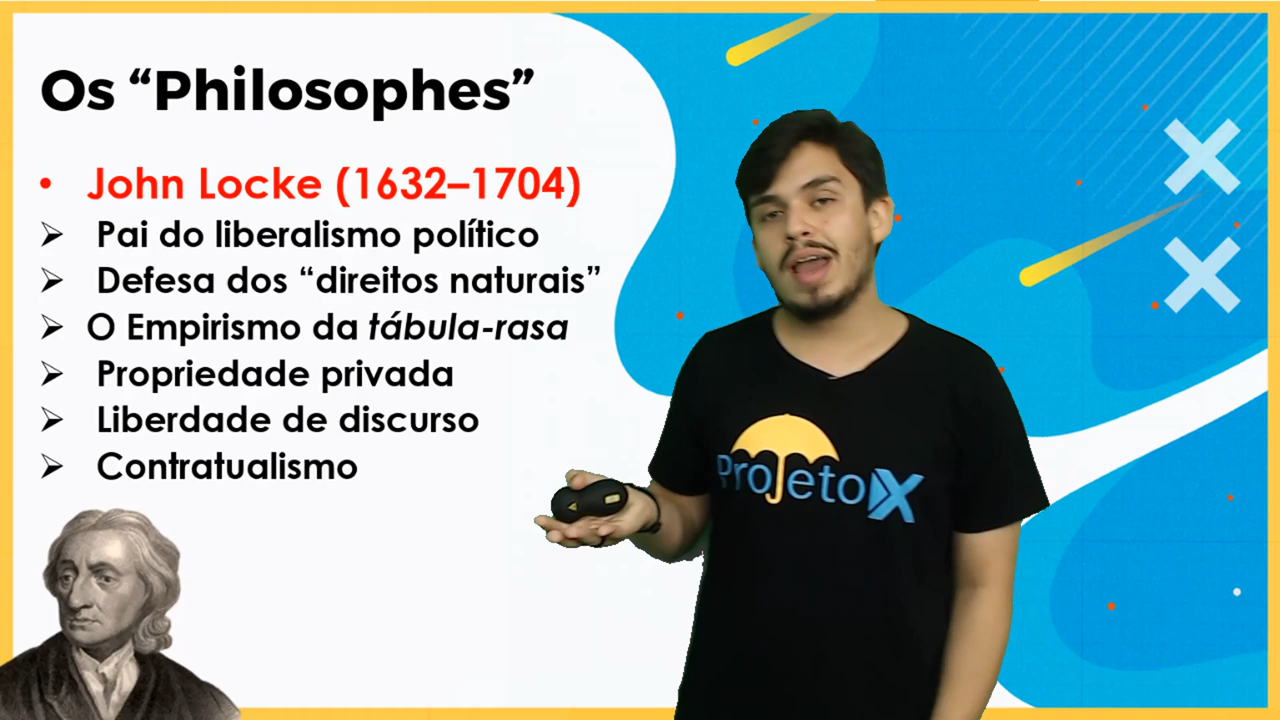 Os “Philosophes”
• John Locke (1632–1704)
➢ Pai do liberalismo político
➢ Defesa dos “direitos naturais”
➢ O Empirismo da tábula-rasa
➢ Propriedade privada
➢ Liberdade de discurso
➢ Contratualismo
Projeto X